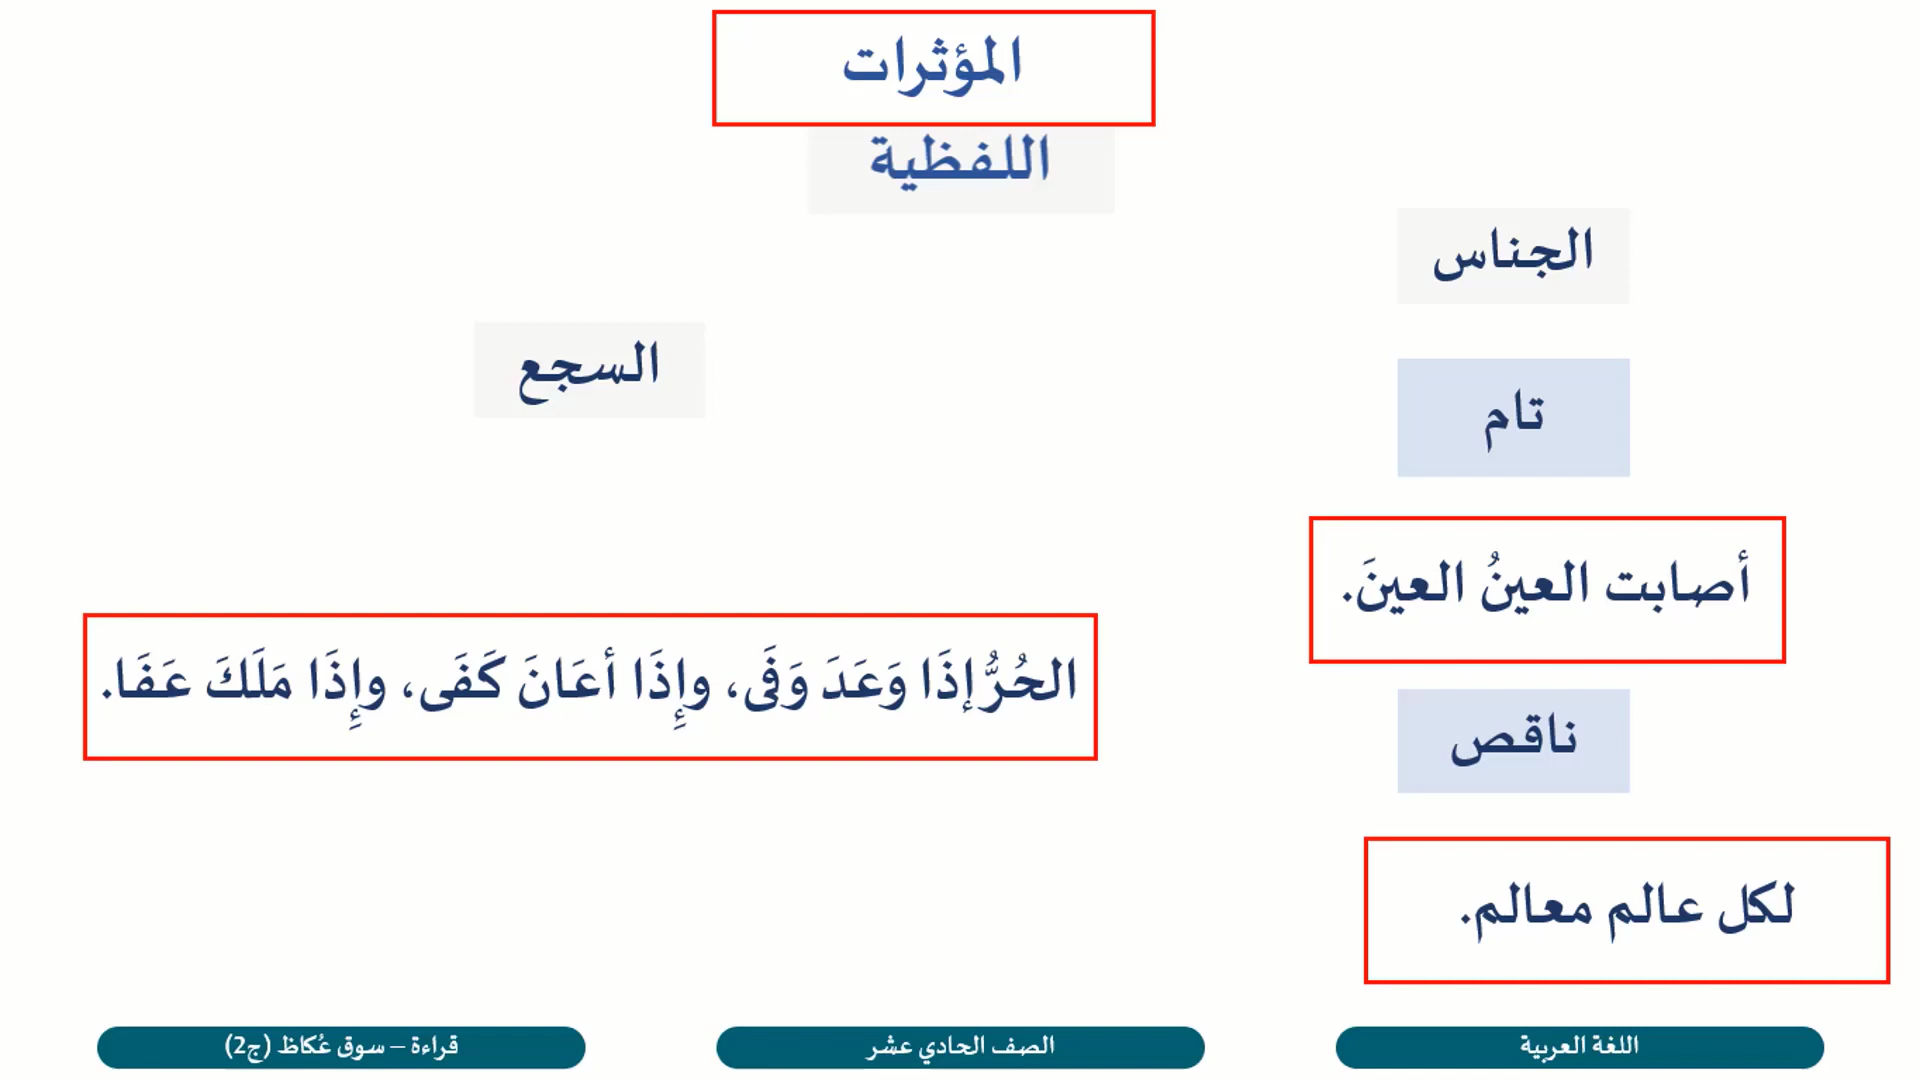 المؤثرات
اللفظية
الجناس
السجع
تام
أصابت العينُ العينَ.
الحُرُّ إذَا وَعَدَ وَفَى، وإِذَا أعَانَ كَفَى، وإِذَا مَلَكَ عَفَا.
ناقص
لكل عالم معالم.
اللغة العربية
الصف الحادي عشر
قراءة – سوق عُكاظ (ج2)